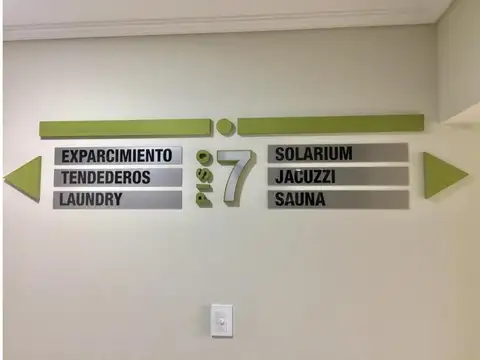 EXPARCIMIENTO
TENDEDEROS
LAUNDRY
PISO
7
SOLARIUM
JACUZZI
SAUNA